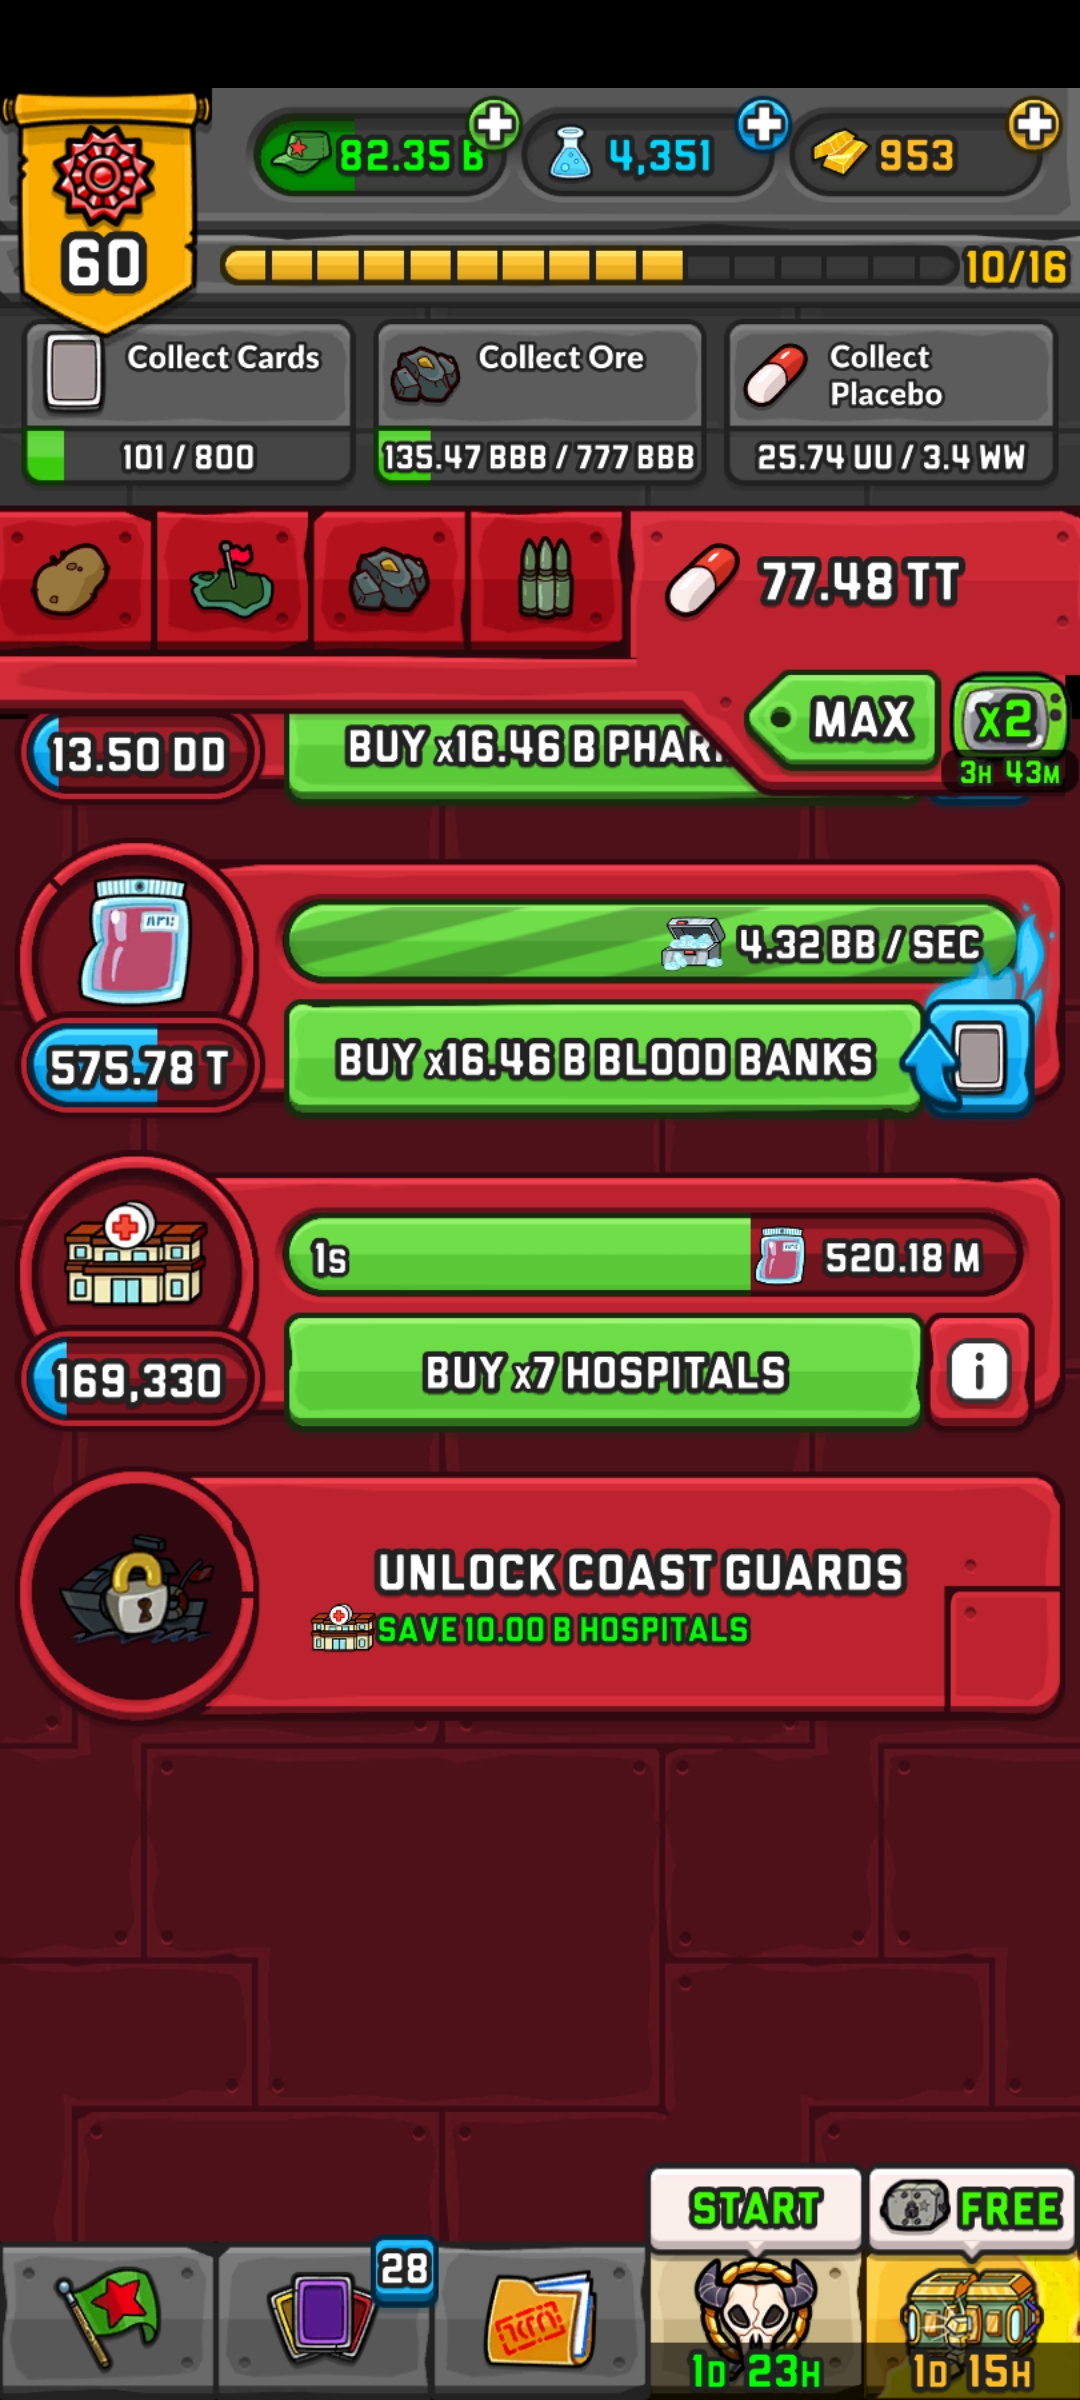 82.35 B
4,351
953
60
10/16
Collect Cards
101 / 800
Collect Ore
135.47 BBB / 777 BBB
Collect
Placebo
25.74 UU / 3.4 WW
77.48 TT
MAX
x2
3H 43M
13.50 DD
BUY x16.46 B PHAR...
4.32 BB / SEC
575.78 T
BUY x16.46 B BLOOD BANKS
1s
520.18 M
169,330
BUY x7 HOSPITALS
i
UNLOCK COAST GUARDS
SAVE 10.00 B HOSPITALS
START
FREE
28
1D 23H
1D 15H